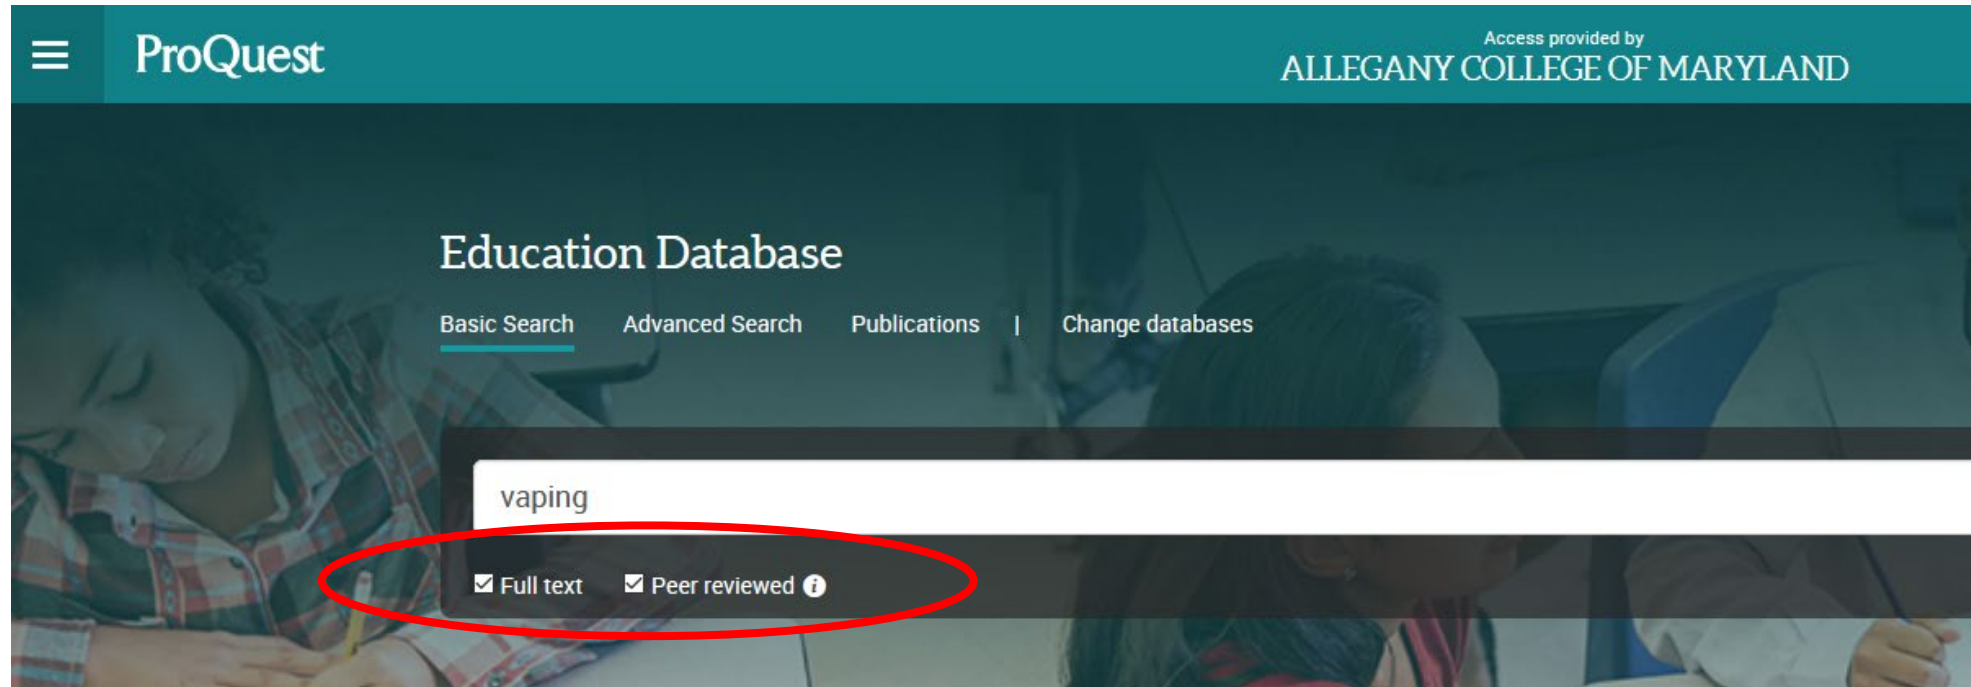 ProQuest
Access provided by
ALLEGANY COLLEGE OF MARYLAND
Education Database
Basic Search Advanced Search Publications | Change databases
vaping
Full text Peer reviewed i